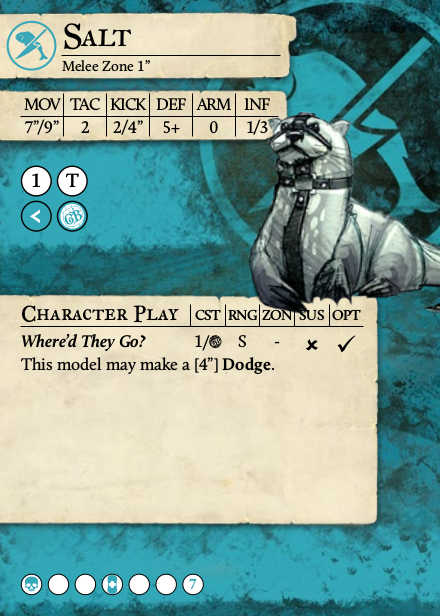 Salt
Melee Zone 1”
MOV TAC KICK DEF ARM INF
7”/9” 2 2/4” 5+ 0 1/3
1 T
< GB
Character Play CST RNG ZON SUS OPT
Where’d They Go? 1/ S - ✘ ✓
This model may make a [4”] Dodge.
7